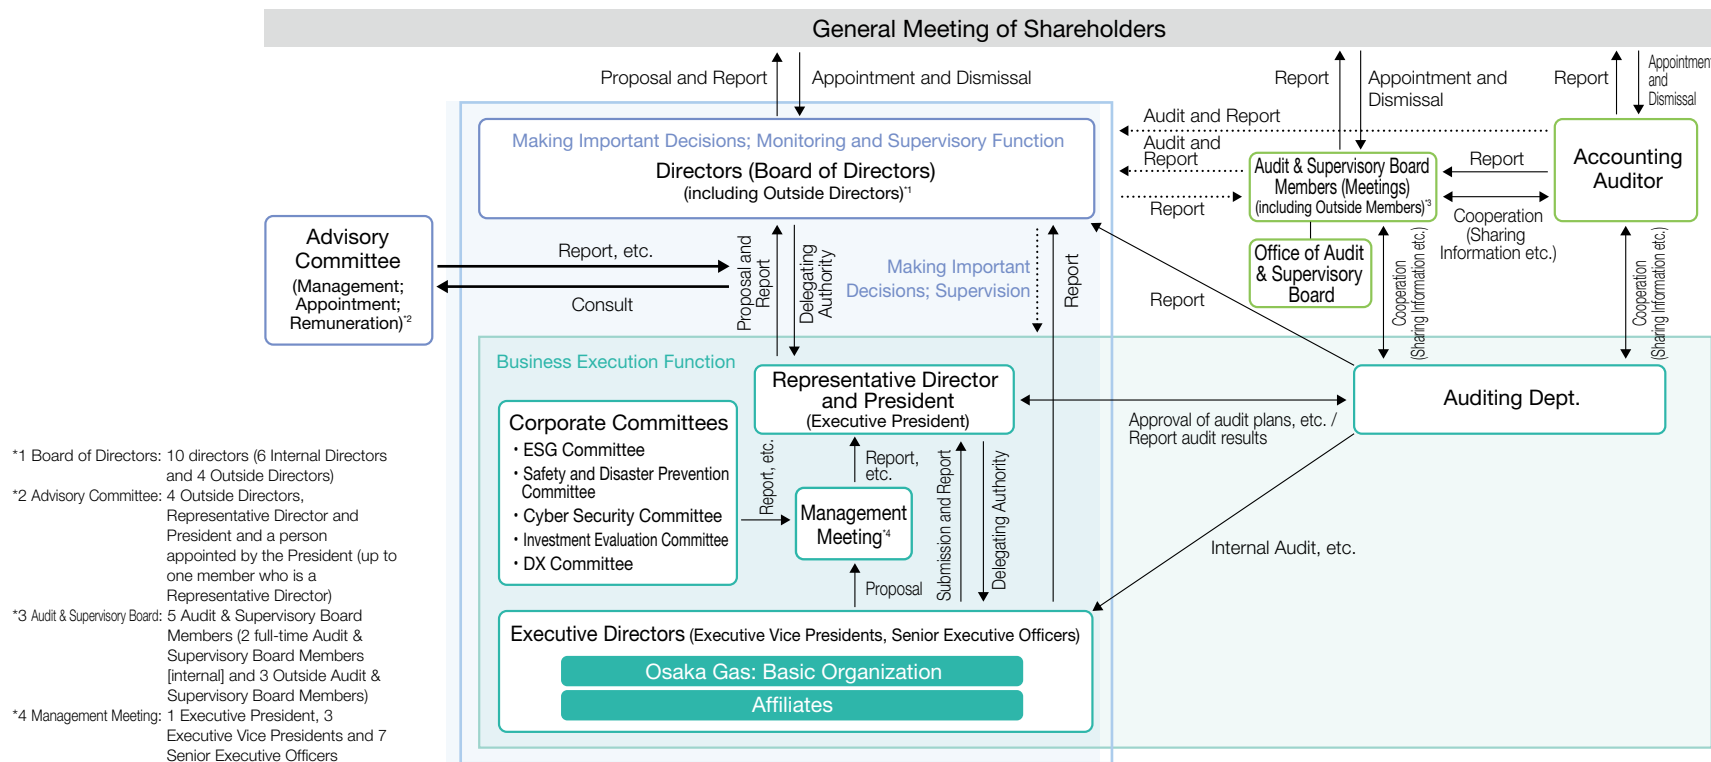 General Meeting of Shareholders
Proposal and Report
Appointment and Dismissal
Report
Appointment and
Dismissal
Report
Appointment
and
Dismissal
Making Important Decisions; Monitoring and Supervisory Function
Directors (Board of Directors)
(including Outside Directors)*1
Audit and Report
Audit and
Report
Report
Audit & Supervisory Board
Members (Meetings)
(including Outside Members)*3
Report
Cooperation
(Sharing
Information etc.)
Accounting
Auditor
Office of Audit
& Supervisory
Board
Advisory
Committee
(Management;
Appointment;
Remuneration)*2
Report, etc.
Consult
Proposal and
Report
Delegating
Authority
Making Important
Decisions; Supervision
Report
Report
Cooperation
(Sharing Information etc.)
Cooperation
(Sharing Information etc.)
Business Execution Function
Representative Director
and President
(Executive President)
Approval of audit plans, etc. /
Report audit results
Auditing Dept.
Corporate Committees
・ESG Committee
・Safety and Disaster Prevention
Committee
・Cyber Security Committee
・Investment Evaluation Committee
・DX Committee
Report, etc.
Report,
etc.
Management
Meeting*4
Proposal
Submission and Report
Delegating Authority
Internal Audit, etc.
Executive Directors (Executive Vice Presidents, Senior Executive Officers)
Osaka Gas: Basic Organization
Affiliates
*1 Board of Directors: 10 directors (6 Internal Directors
and 4 Outside Directors)
*2 Advisory Committee: 4 Outside Directors,
Representative Director and
President and a person
appointed by the President (up to
one member who is a
Representative Director)
*3 Audit & Supervisory Board: 5 Audit & Supervisory Board
Members (2 full-time Audit &
Supervisory Board Members
[internal] and 3 Outside Audit &
Supervisory Board Members)
*4 Management Meeting: 1 Executive President, 3
Executive Vice Presidents and 7
Senior Executive Officers